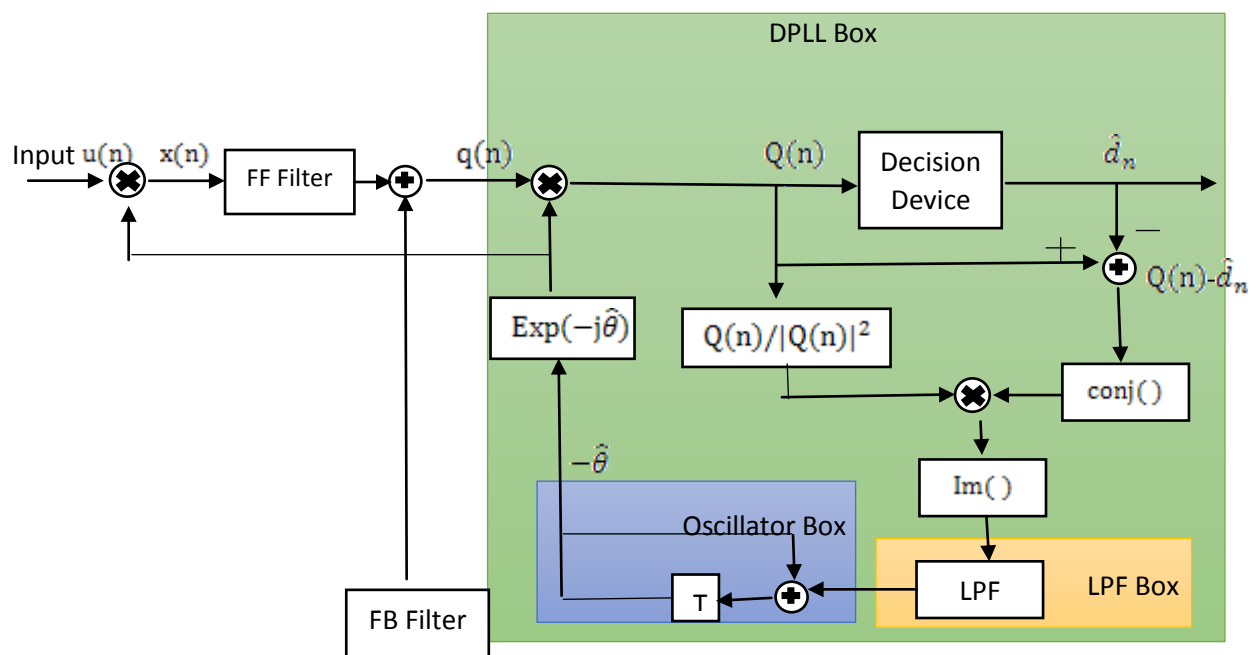 DPLL Box
Input u(n)
x(n)
FF Filter
q(n)
Q(n)
Decision
Device
d̂ₙ
+
−
Q(n)-d̂ₙ
Exp(−jθ̂)
Q(n)/|Q(n)|²
conj( )
−θ̂
Im( )
Oscillator Box
T
LPF
LPF Box
FB Filter